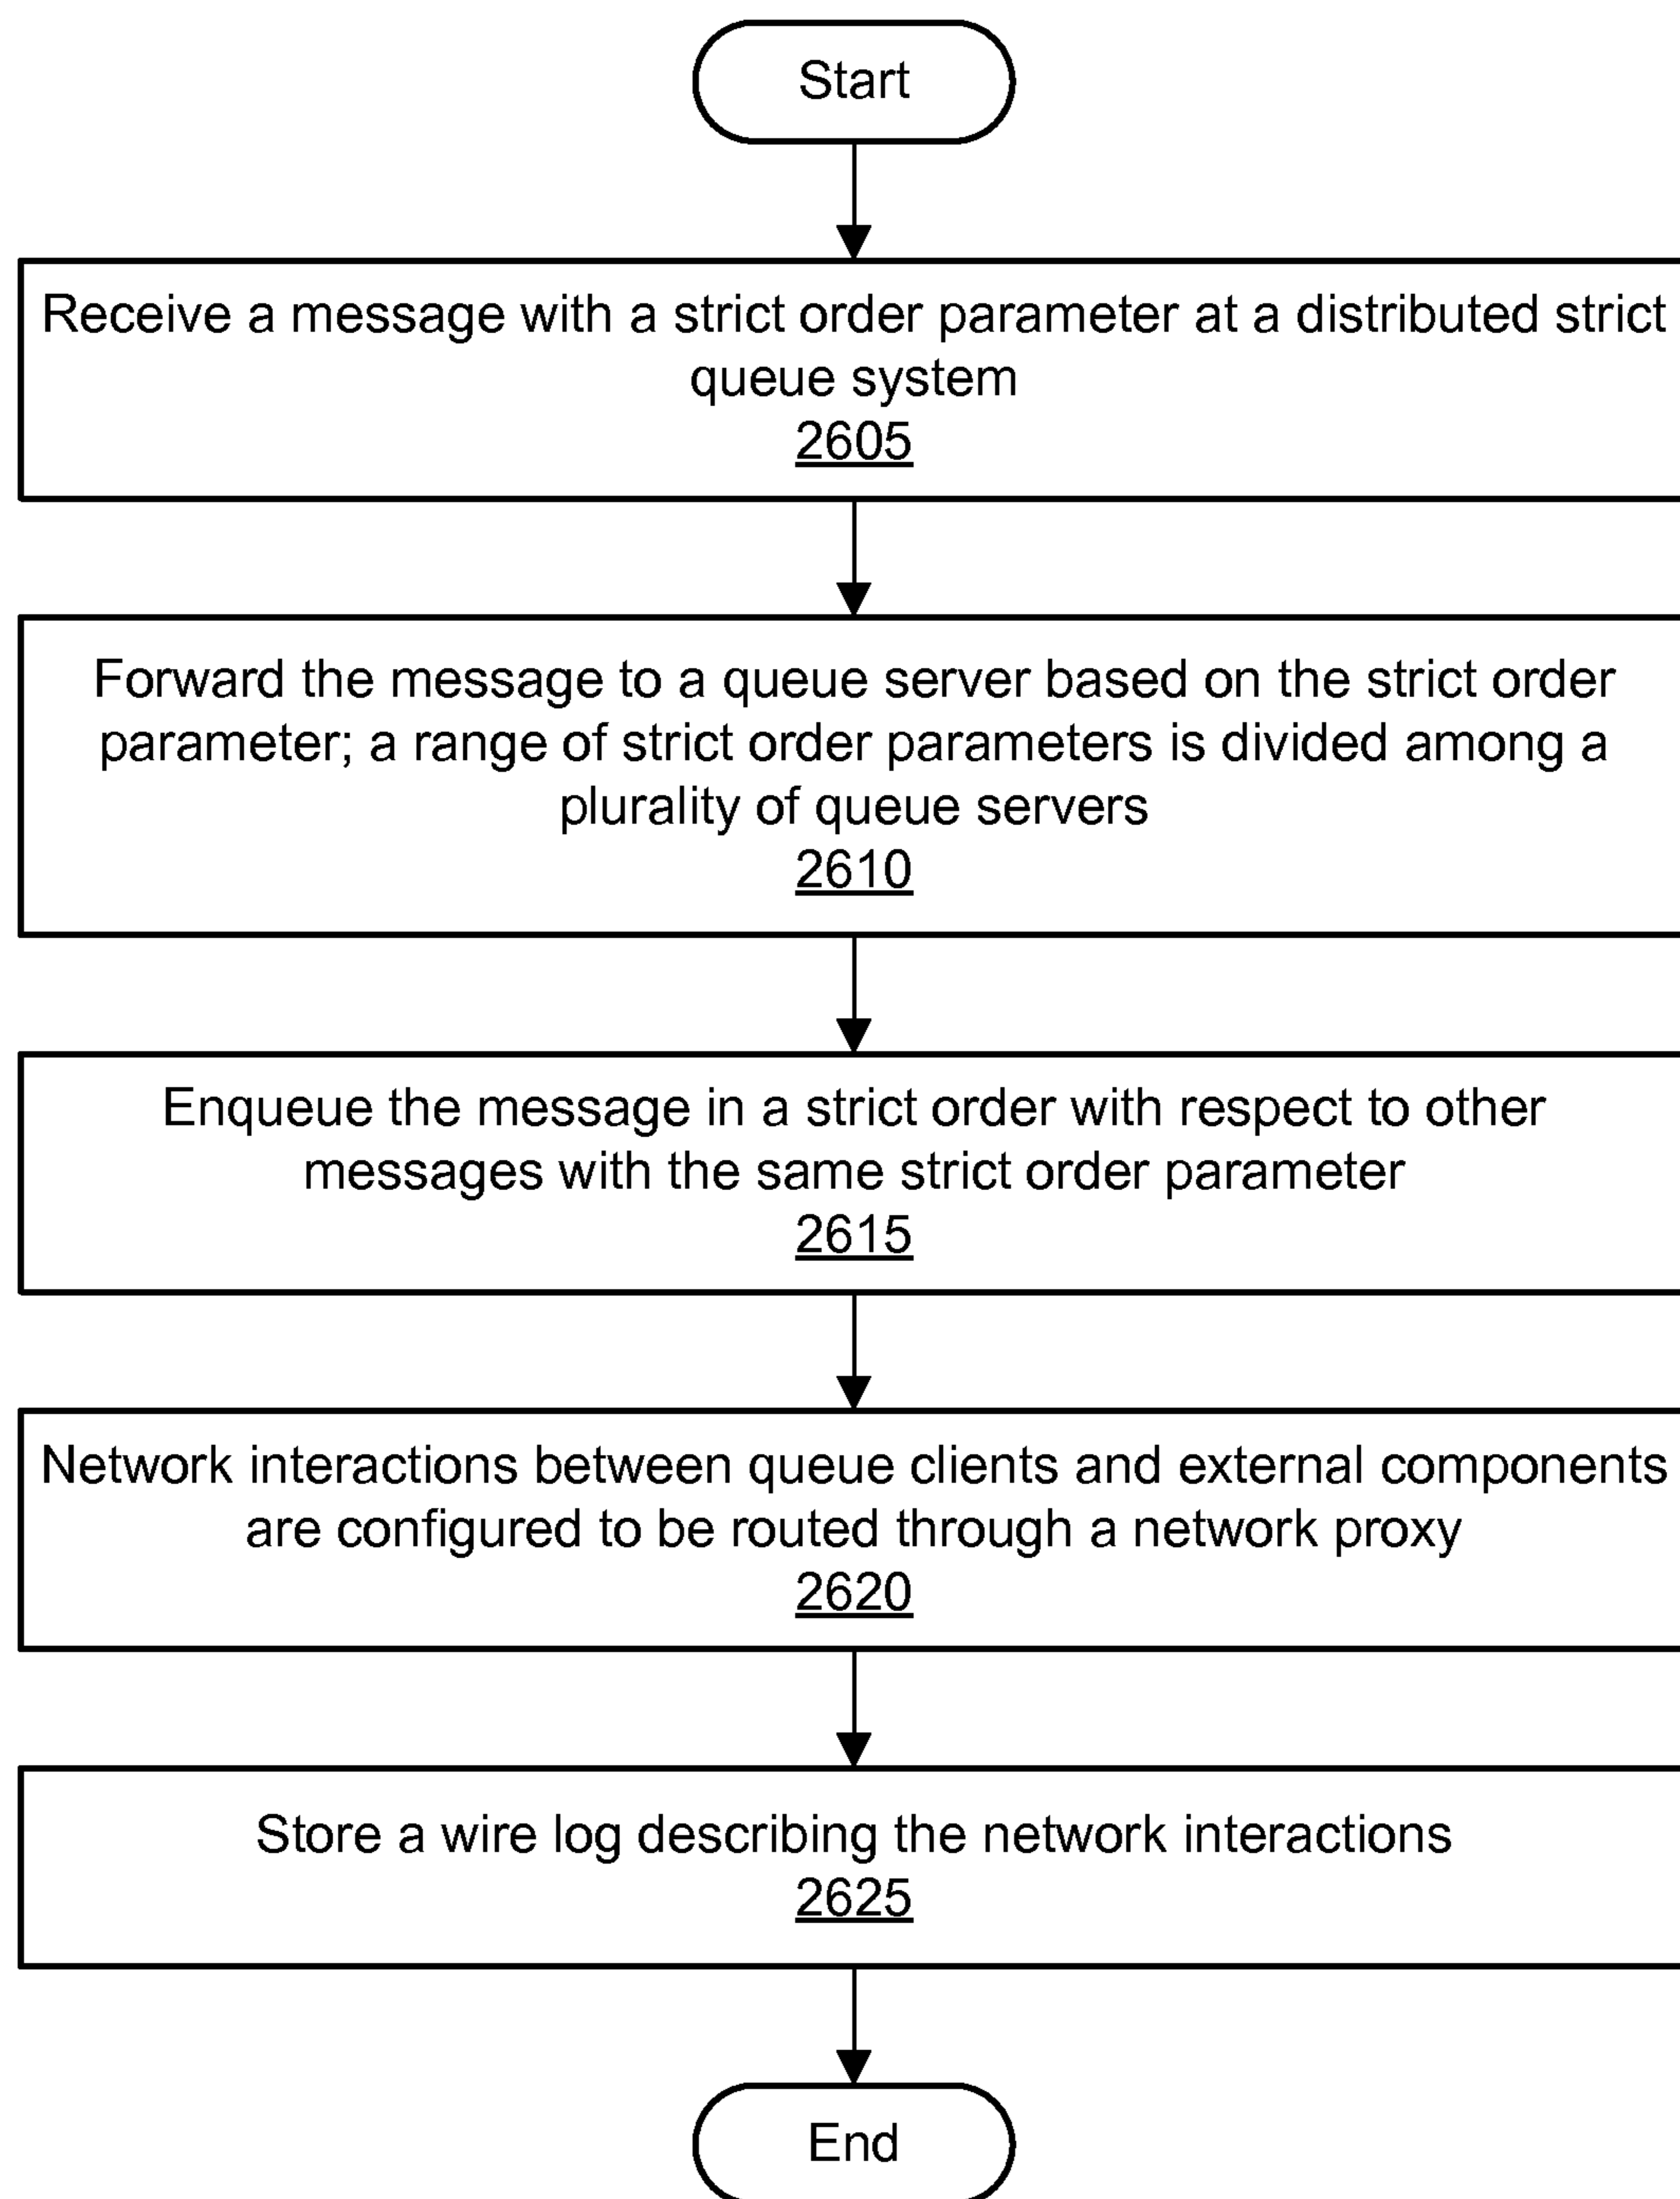 Start
Receive a message with a strict order parameter at a distributed strict
queue system
2605
Forward the message to a queue server based on the strict order
parameter; a range of strict order parameters is divided among a
plurality of queue servers
2610
Enqueue the message in a strict order with respect to other
messages with the same strict order parameter
2615
Network interactions between queue clients and external components
are configured to be routed through a network proxy
2620
Store a wire log describing the network interactions
2625
End